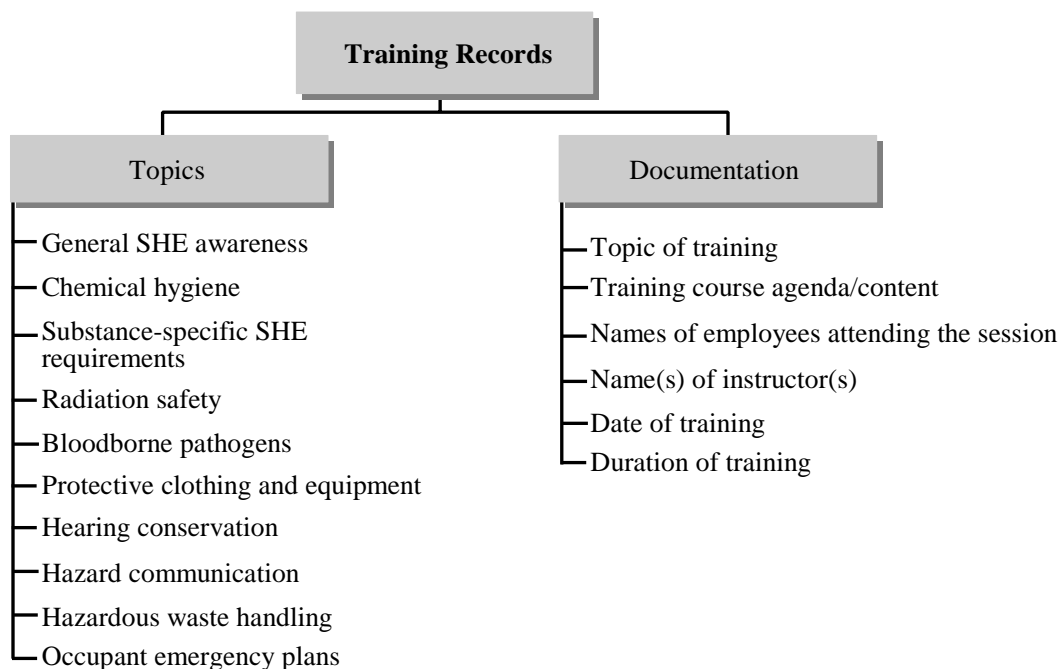 Training Records
Topics
General SHE awareness
Chemical hygiene
Substance-specific SHE
requirements
Radiation safety
Bloodborne pathogens
Protective clothing and equipment
Hearing conservation
Hazard communication
Hazardous waste handling
Occupant emergency plans
Documentation
Topic of training
Training course agenda/content
Names of employees attending the session
Name(s) of instructor(s)
Date of training
Duration of training